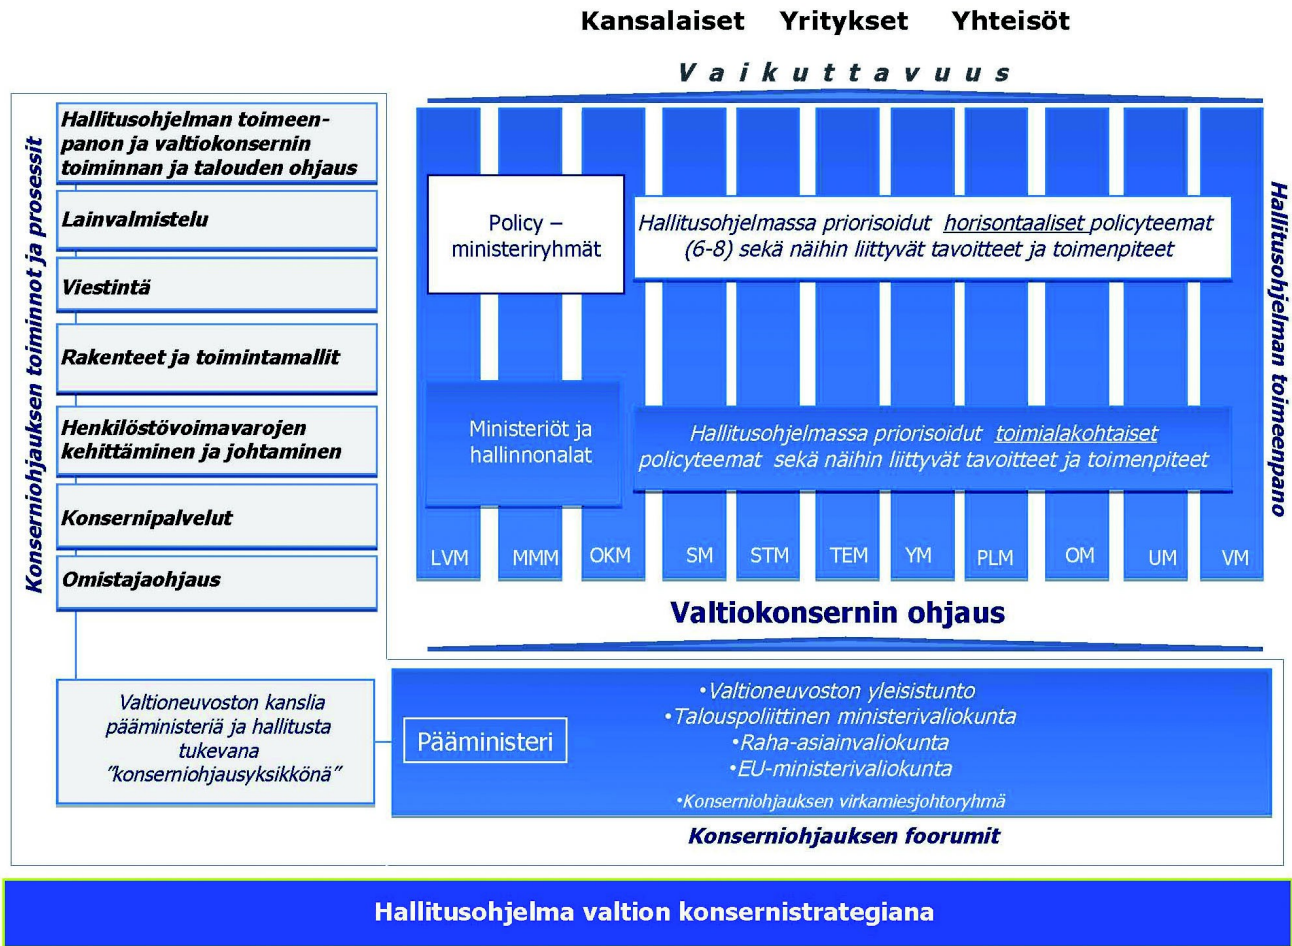 Kansalaiset Yritykset Yhteisöt
Vaikuttavuus
Konserniohjauksen toiminnot ja prosessit
Hallitusohjelman toimeen-
panon ja valtiokonsernin
toiminnan ja talouden ohjaus
Lainvalmistelu
Viestintä
Rakenteet ja toimintamallit
Henkilöstövoimavarojen
kehittäminen ja johtaminen
Konsernipalvelut
Omistajaohjaus
Policy –
ministeriryhmät
Hallitusohjelmassa priorisoidut horisontaaliset policyteemat
(6-8) sekä näihin liittyvät tavoitteet ja toimenpiteet
Ministeriöt ja
hallinnonalat
Hallitusohjelmassa priorisoidut toimialakohtaiset
policyteemat sekä näihin liittyvät tavoitteet ja toimenpiteet
LVM MMM OKM SM STM TEM YM PLM OM UM VM
Hallitusohjelman toimeenpano
Valtiokonsernin ohjaus
Valtioneuvoston kanslia
pääministeriä ja hallitusta
tukevana
”konserniohjausyksikkönä”
Pääministeri
•Valtioneuvoston yleisistunto
•Talouspoliittinen ministerivaliokunta
•Raha-asiainvaliokunta
•EU-ministerivaliokunta
•Konserniohjauksen virkamiesjohtoryhmä
Konserniohjauksen foorumit
Hallitusohjelma valtion konsernistrategiana